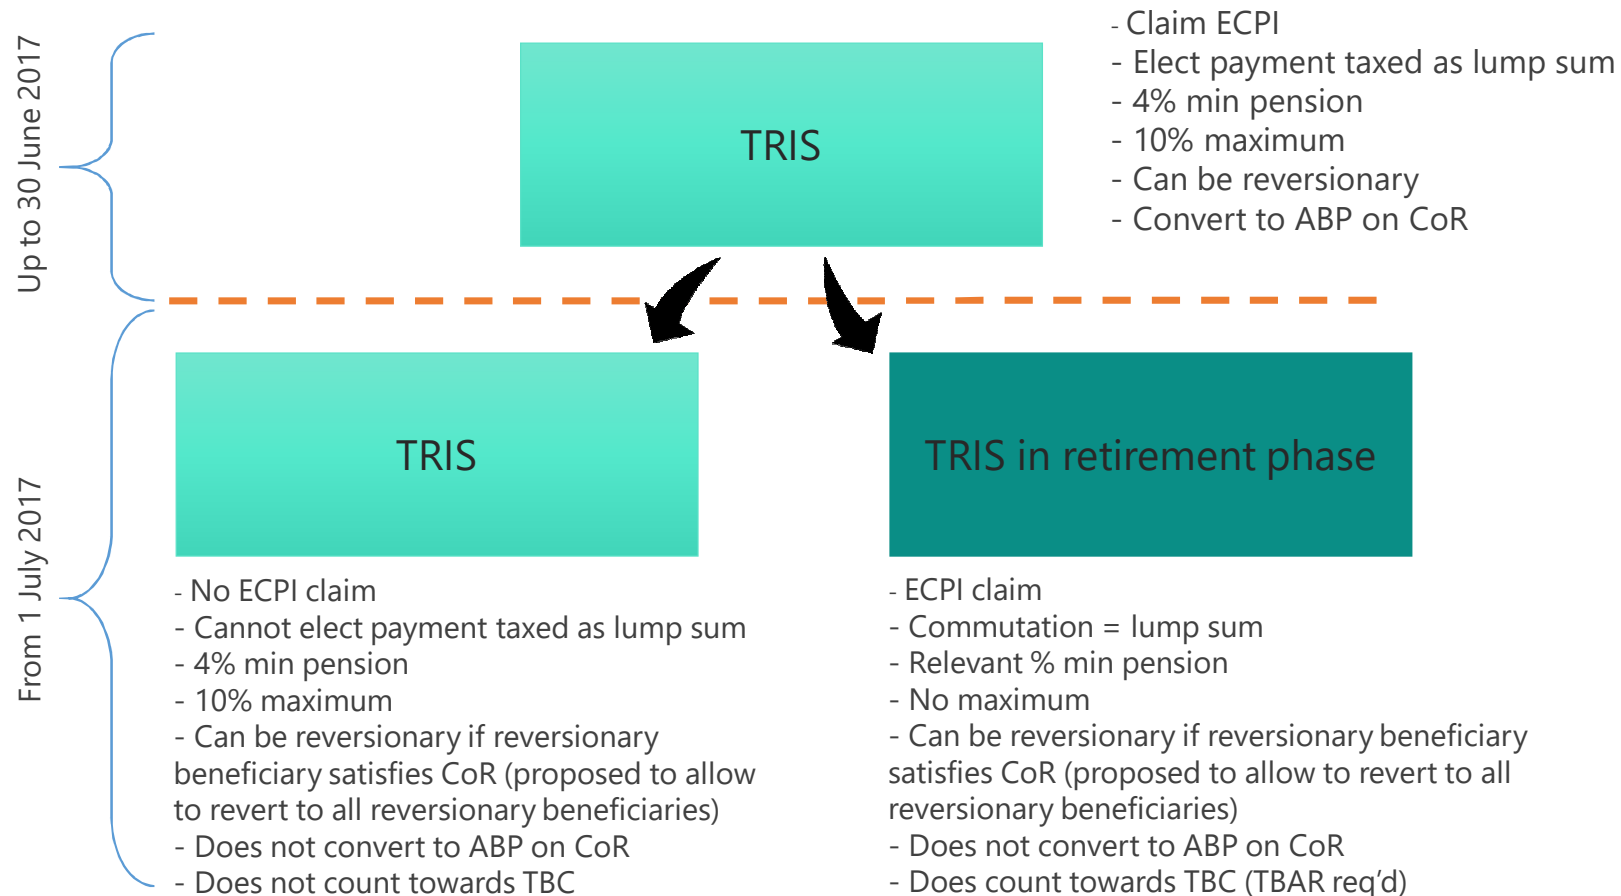 Up to 30 June 2017
TRIS
- Claim ECPI
- Elect payment taxed as lump sum
- 4% min pension
- 10% maximum
- Can be reversionary
- Convert to ABP on CoR
From 1 July 2017
TRIS
- No ECPI claim
- Cannot elect payment taxed as lump sum
- 4% min pension
- 10% maximum
- Can be reversionary if reversionary
beneficiary satisfies CoR (proposed to allow
to revert to all reversionary beneficiaries)
- Does not convert to ABP on CoR
- Does not count towards TBC
TRIS in retirement phase
- ECPI claim
- Commutation = lump sum
- Relevant % min pension
- No maximum
- Can be reversionary if reversionary beneficiary
satisfies CoR (proposed to allow to revert to all
reversionary beneficiaries)
- Does not convert to ABP on CoR
- Does count towards TBC (TBAR req'd)